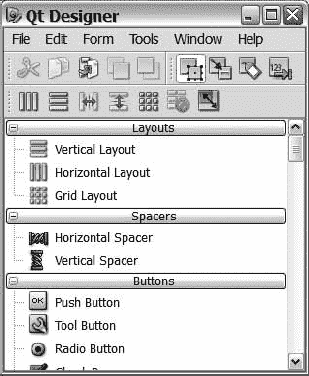 Qt Designer
File Edit Form Tools Window Help
123
Layouts
Vertical Layout
Horizontal Layout
Grid Layout
Spacers
Horizontal Spacer
Vertical Spacer
Buttons
OK Push Button
Tool Button
Radio Button